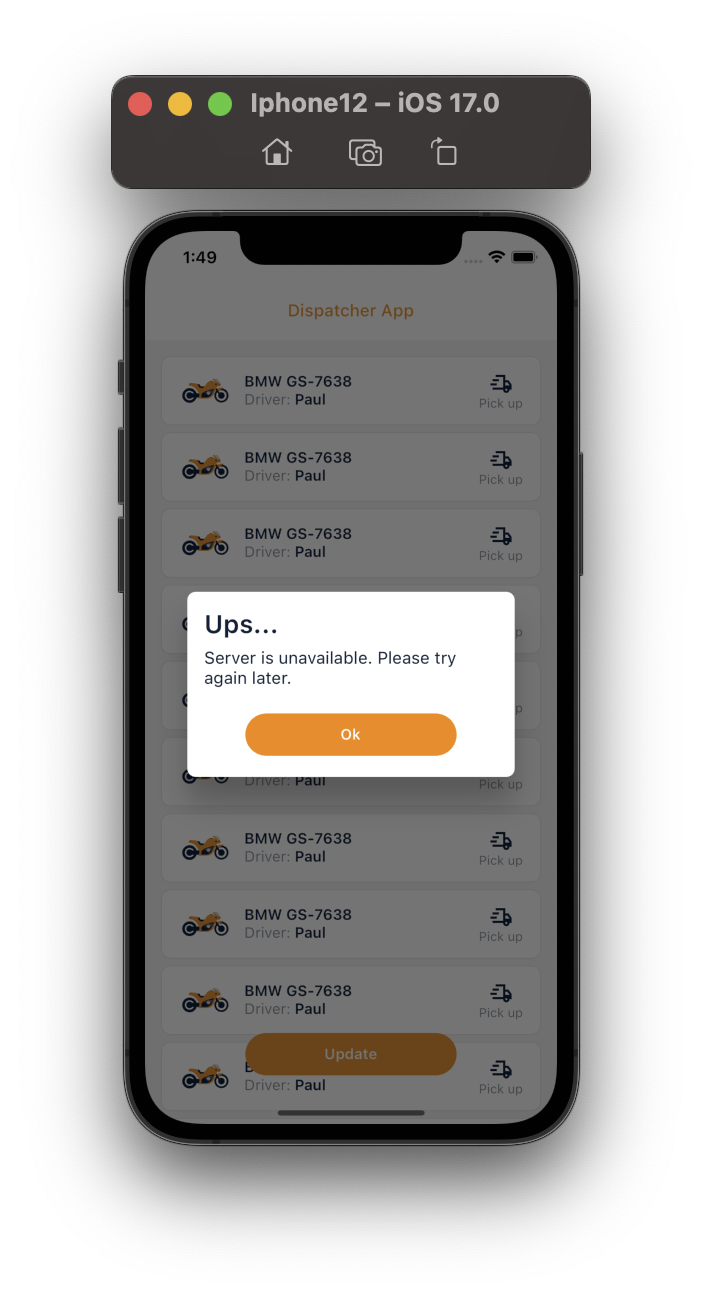 Iphone12 – iOS 17.0
1:49
Dispatcher App
BMW GS-7638
Driver: Paul
Pick up
BMW GS-7638
Driver: Paul
Pick up
BMW GS-7638
Driver: Paul
Pick up
Ups...
Server is unavailable. Please try
again later.
Ok
Driver: Paul
Pick up
BMW GS-7638
Driver: Paul
Pick up
BMW GS-7638
Driver: Paul
Pick up
BMW GS-7638
Driver: Paul
Pick up
Update
Driver: Paul
Pick up